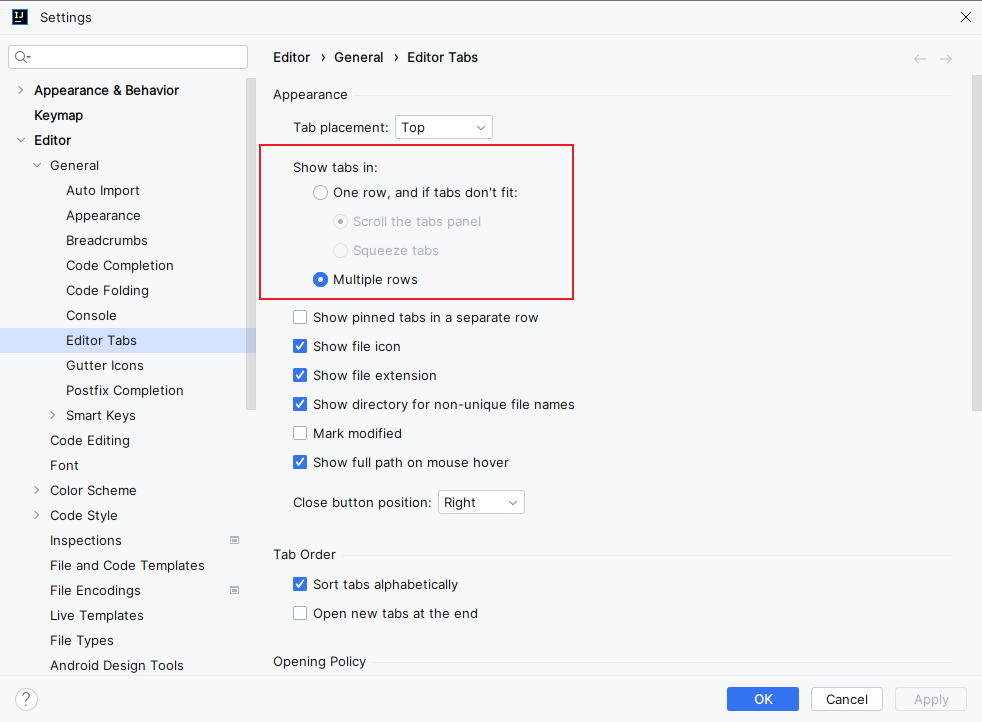 IJ Settings
Appearance & Behavior
Keymap
Editor
General
Auto Import
Appearance
Breadcrumbs
Code Completion
Code Folding
Console
Editor Tabs
Gutter Icons
Postfix Completion
Smart Keys
Code Editing
Font
Color Scheme
Code Style
Inspections
File and Code Templates
File Encodings
Live Templates
File Types
Android Design Tools
Editor › General › Editor Tabs
Appearance
Tab placement: Top
Show tabs in:
One row, and if tabs don't fit:
Scroll the tabs panel
Squeeze tabs
Multiple rows
Show pinned tabs in a separate row
Show file icon
Show file extension
Show directory for non-unique file names
Mark modified
Show full path on mouse hover
Close button position: Right
Tab Order
Sort tabs alphabetically
Open new tabs at the end
Opening Policy
? OK Cancel Apply